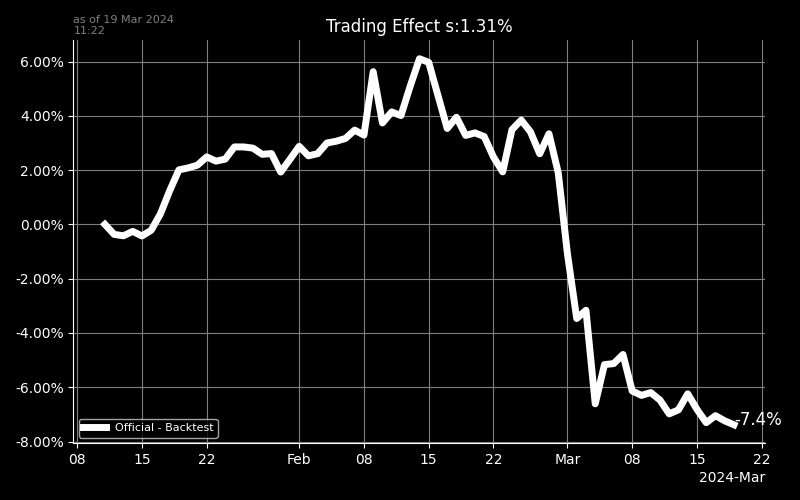 as of 19 Mar 2024
11:22
Trading Effect s:1.31%
6.00%
4.00%
2.00%
0.00%
-2.00%
-4.00%
-6.00%
-8.00%
Official - Backtest
-7.4%
08 15 22 Feb 08 15 22 Mar 08 15 22
2024-Mar